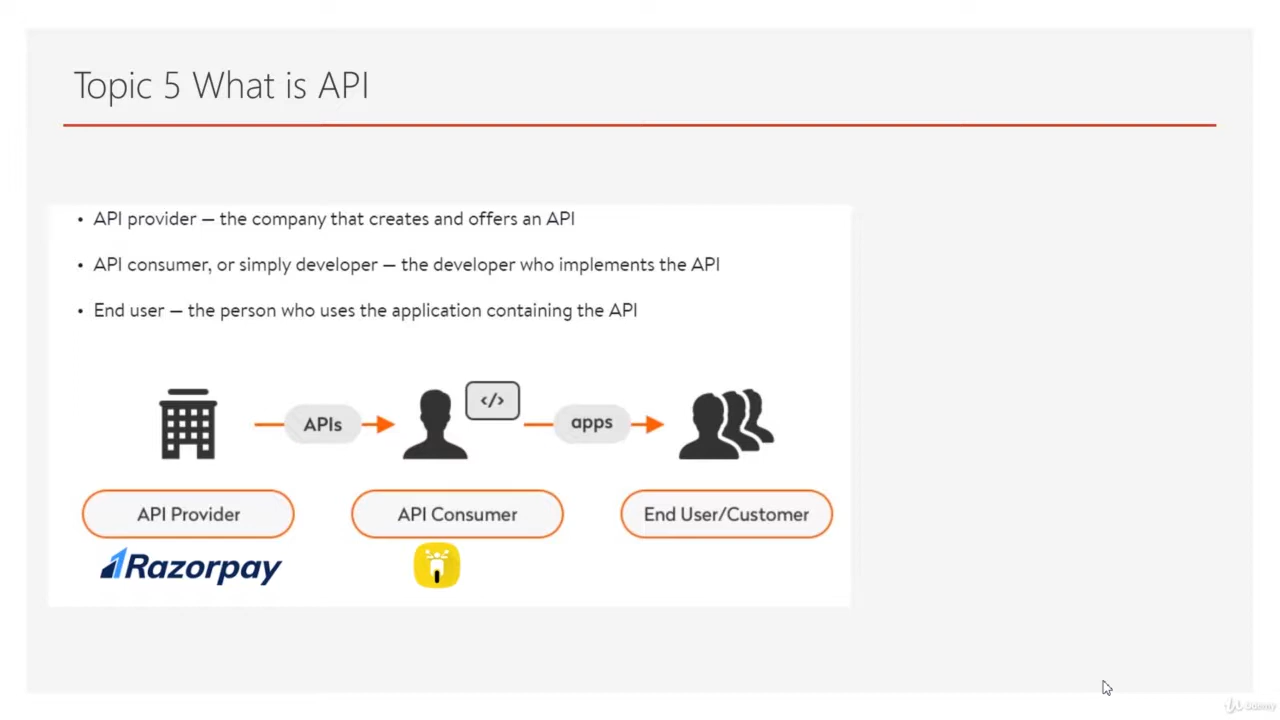 Topic 5 What is API
• API provider — the company that creates and offers an API
• API consumer, or simply developer — the developer who implements the API
• End user — the person who uses the application containing the API
</>
APIs
apps
API Provider
API Consumer
End User/Customer
Razorpay
Udemy